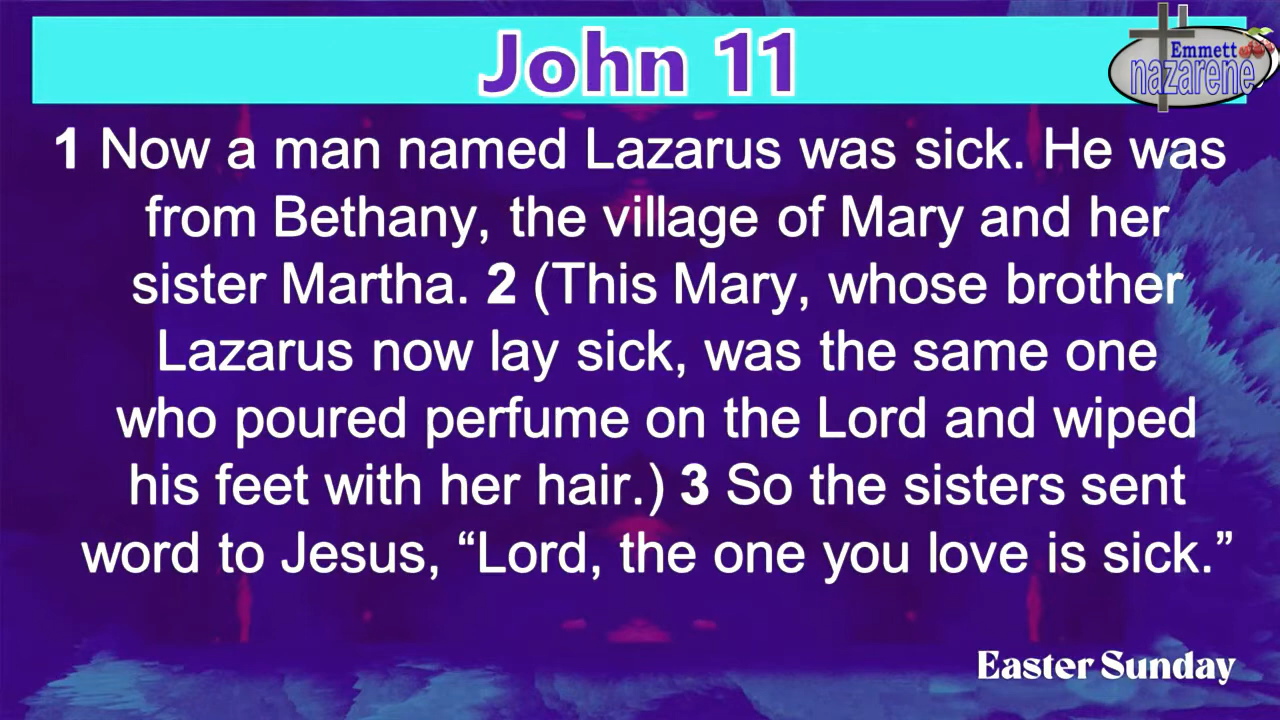 John 11
Emmett
nazarene
1 Now a man named Lazarus was sick. He was
from Bethany, the village of Mary and her
sister Martha. 2 (This Mary, whose brother
Lazarus now lay sick, was the same one
who poured perfume on the Lord and wiped
his feet with her hair.) 3 So the sisters sent
word to Jesus, “Lord, the one you love is sick.”
Easter Sunday